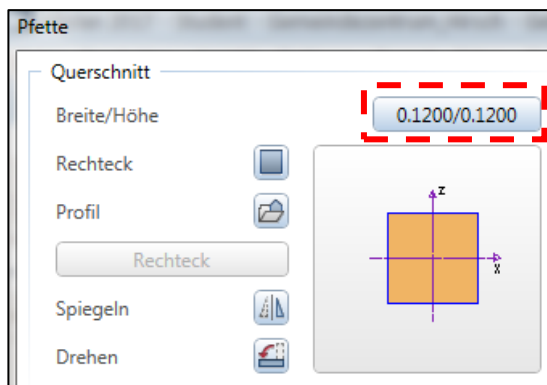 Pfette
Querschnitt
Breite/Höhe 0.1200/0.1200
Rechteck
Profil
Rechteck
Spiegeln
Drehen
z
x